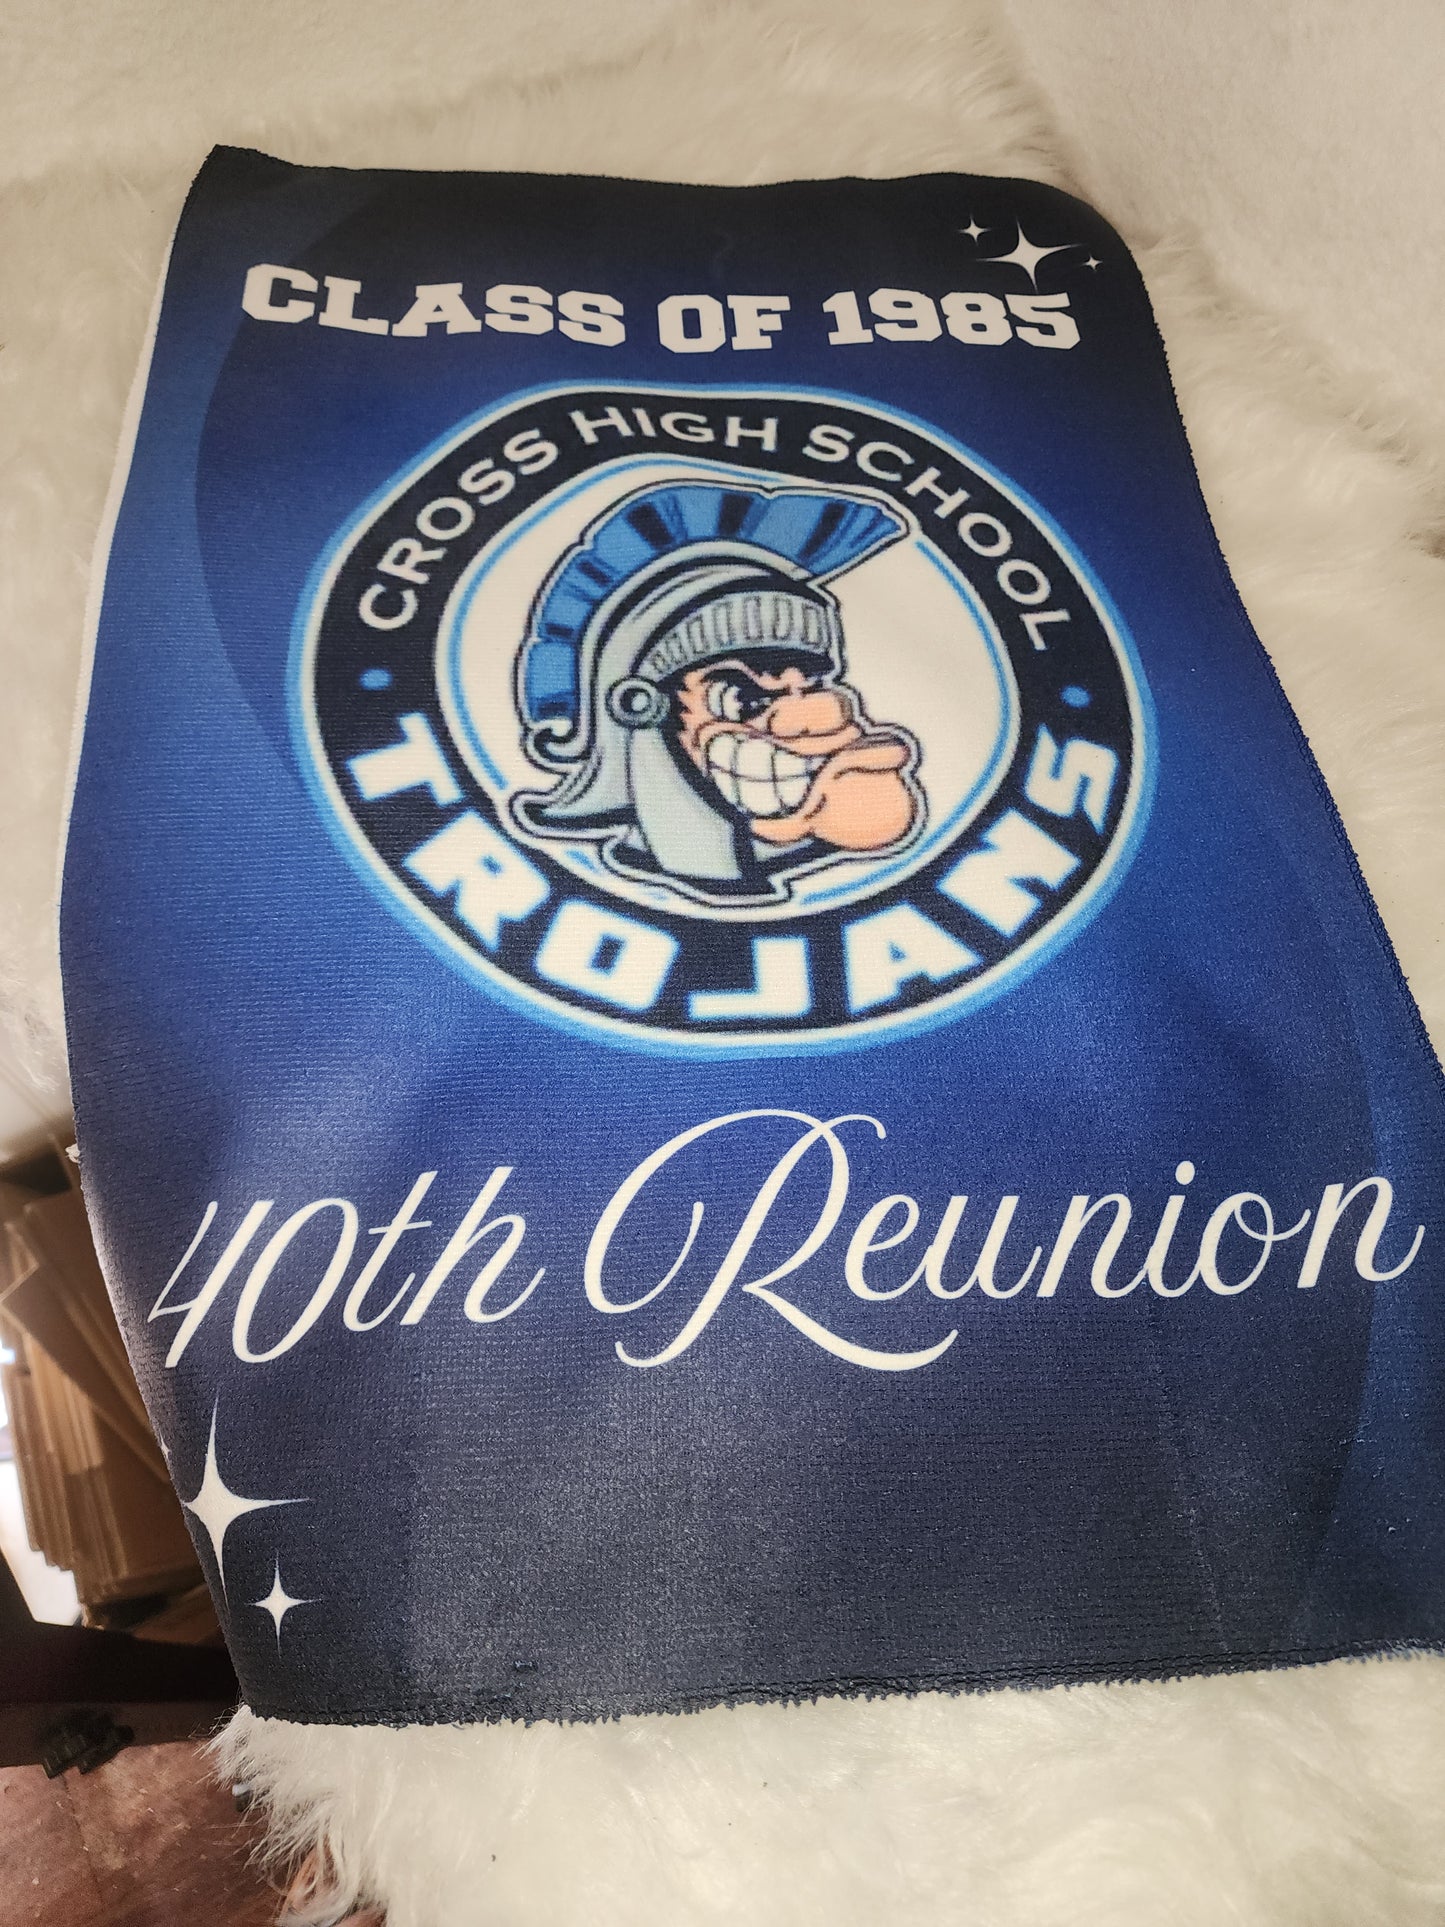 CLASS OF 1985
CROSS HIGH SCHOOL
TROJANS
40th Reunion